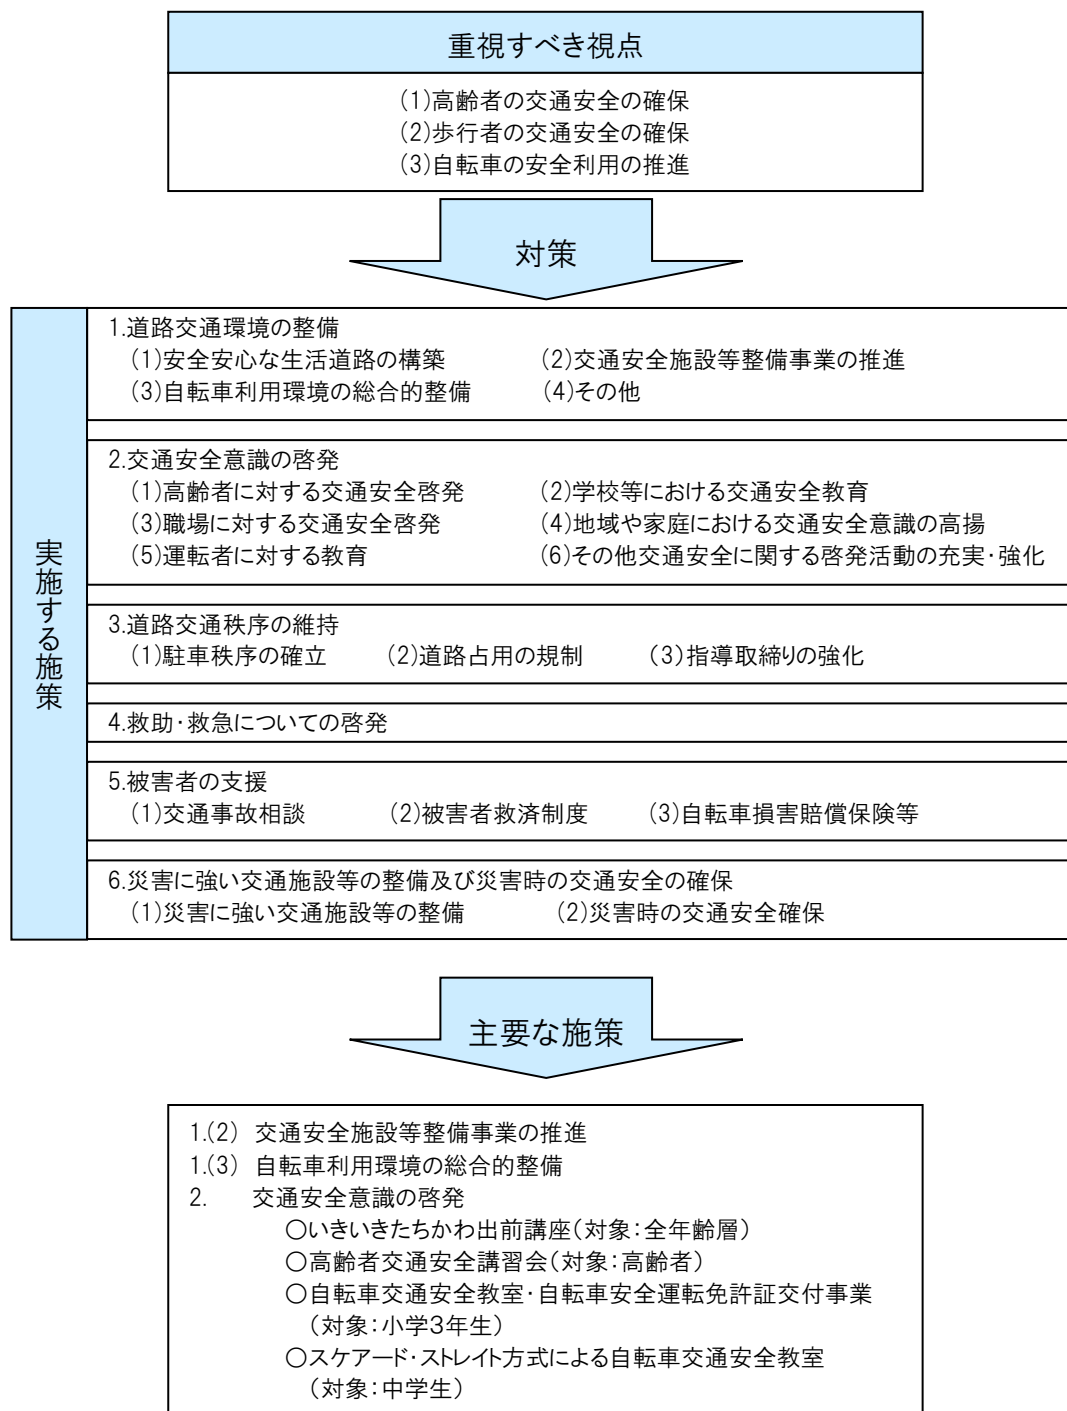 重視すべき視点
(1)高齢者の交通安全の確保
(2)歩行者の交通安全の確保
(3)自転車の安全利用の推進
対策
実施する施策
1.道路交通環境の整備
(1)安全安心な生活道路の構築 (2)交通安全施設等整備事業の推進
(3)自転車利用環境の総合的整備 (4)その他
2.交通安全意識の啓発
(1)高齢者に対する交通安全啓発 (2)学校等における交通安全教育
(3)職場に対する交通安全啓発 (4)地域や家庭における交通安全意識の高揚
(5)運転者に対する教育 (6)その他交通安全に関する啓発活動の充実・強化
3.道路交通秩序の維持
(1)駐車秩序の確立 (2)道路占用の規制 (3)指導取締りの強化
4.救助・救急についての啓発
5.被害者の支援
(1)交通事故相談 (2)被害者救済制度 (3)自転車損害賠償保険等
6.災害に強い交通施設等の整備及び災害時の交通安全の確保
(1)災害に強い交通施設等の整備 (2)災害時の交通安全確保
主要な施策
1.(2) 交通安全施設等整備事業の推進
1.(3) 自転車利用環境の総合的整備
2. 交通安全意識の啓発
○いきいきたちかわ出前講座(対象:全年齢層)
○高齢者交通安全講習会(対象:高齢者)
○自転車交通安全教室・自転車安全運転免許証交付事業
(対象:小学3年生)
○スケアード・ストレイト方式による自転車交通安全教室
(対象:中学生)